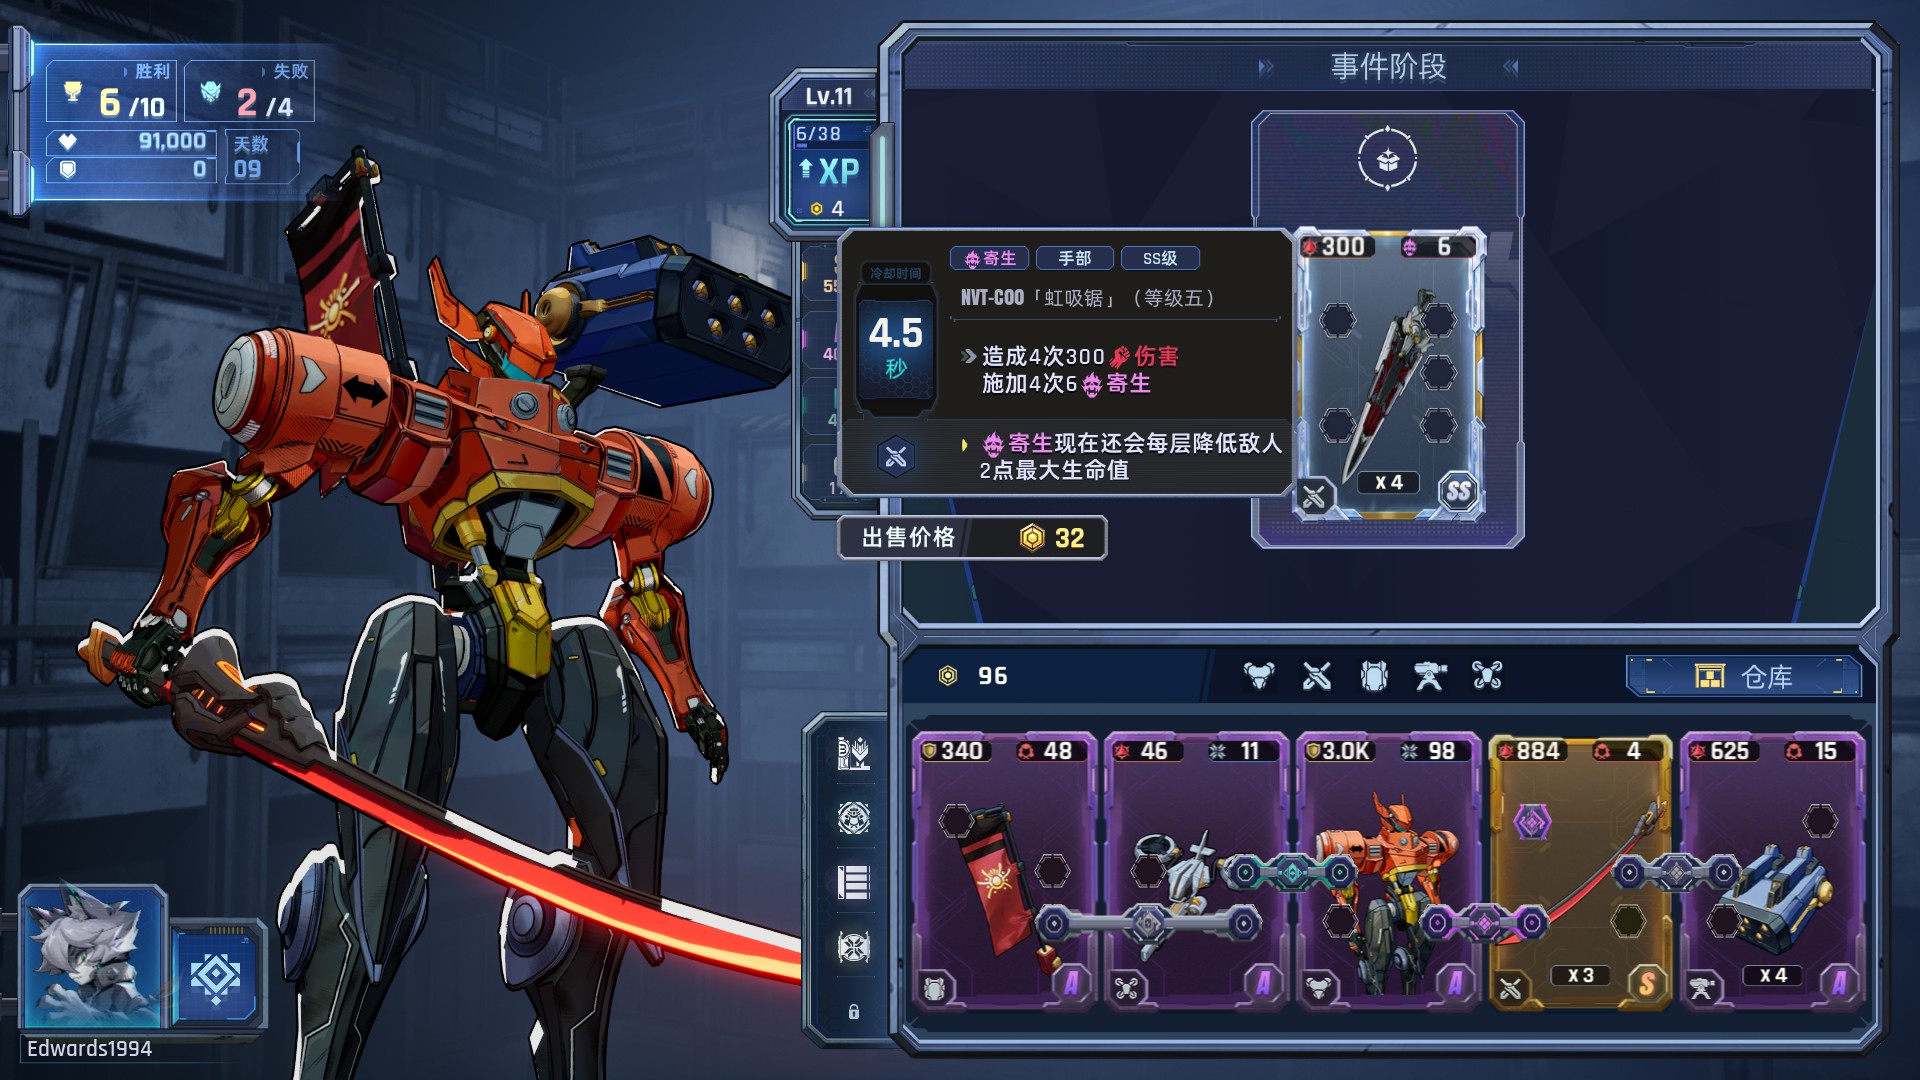 胜利
6 /10
失败
2 /4
91,000
0
天数
09
Lv.11
6/38
XP
4
事件阶段
300
6
冷却时间
4.5
秒
寄生
手部
SS级
NVT-COO「虹吸锯」（等级五）
造成4次300伤害
施加4次6寄生
寄生现在还会每层降低敌人
2点最大生命值
x4
SS
出售价格
32
96
仓库
340
48
46
11
3.0K
98
884
4
625
15
A
A
A
x3
S
x4
A
Edwards1994